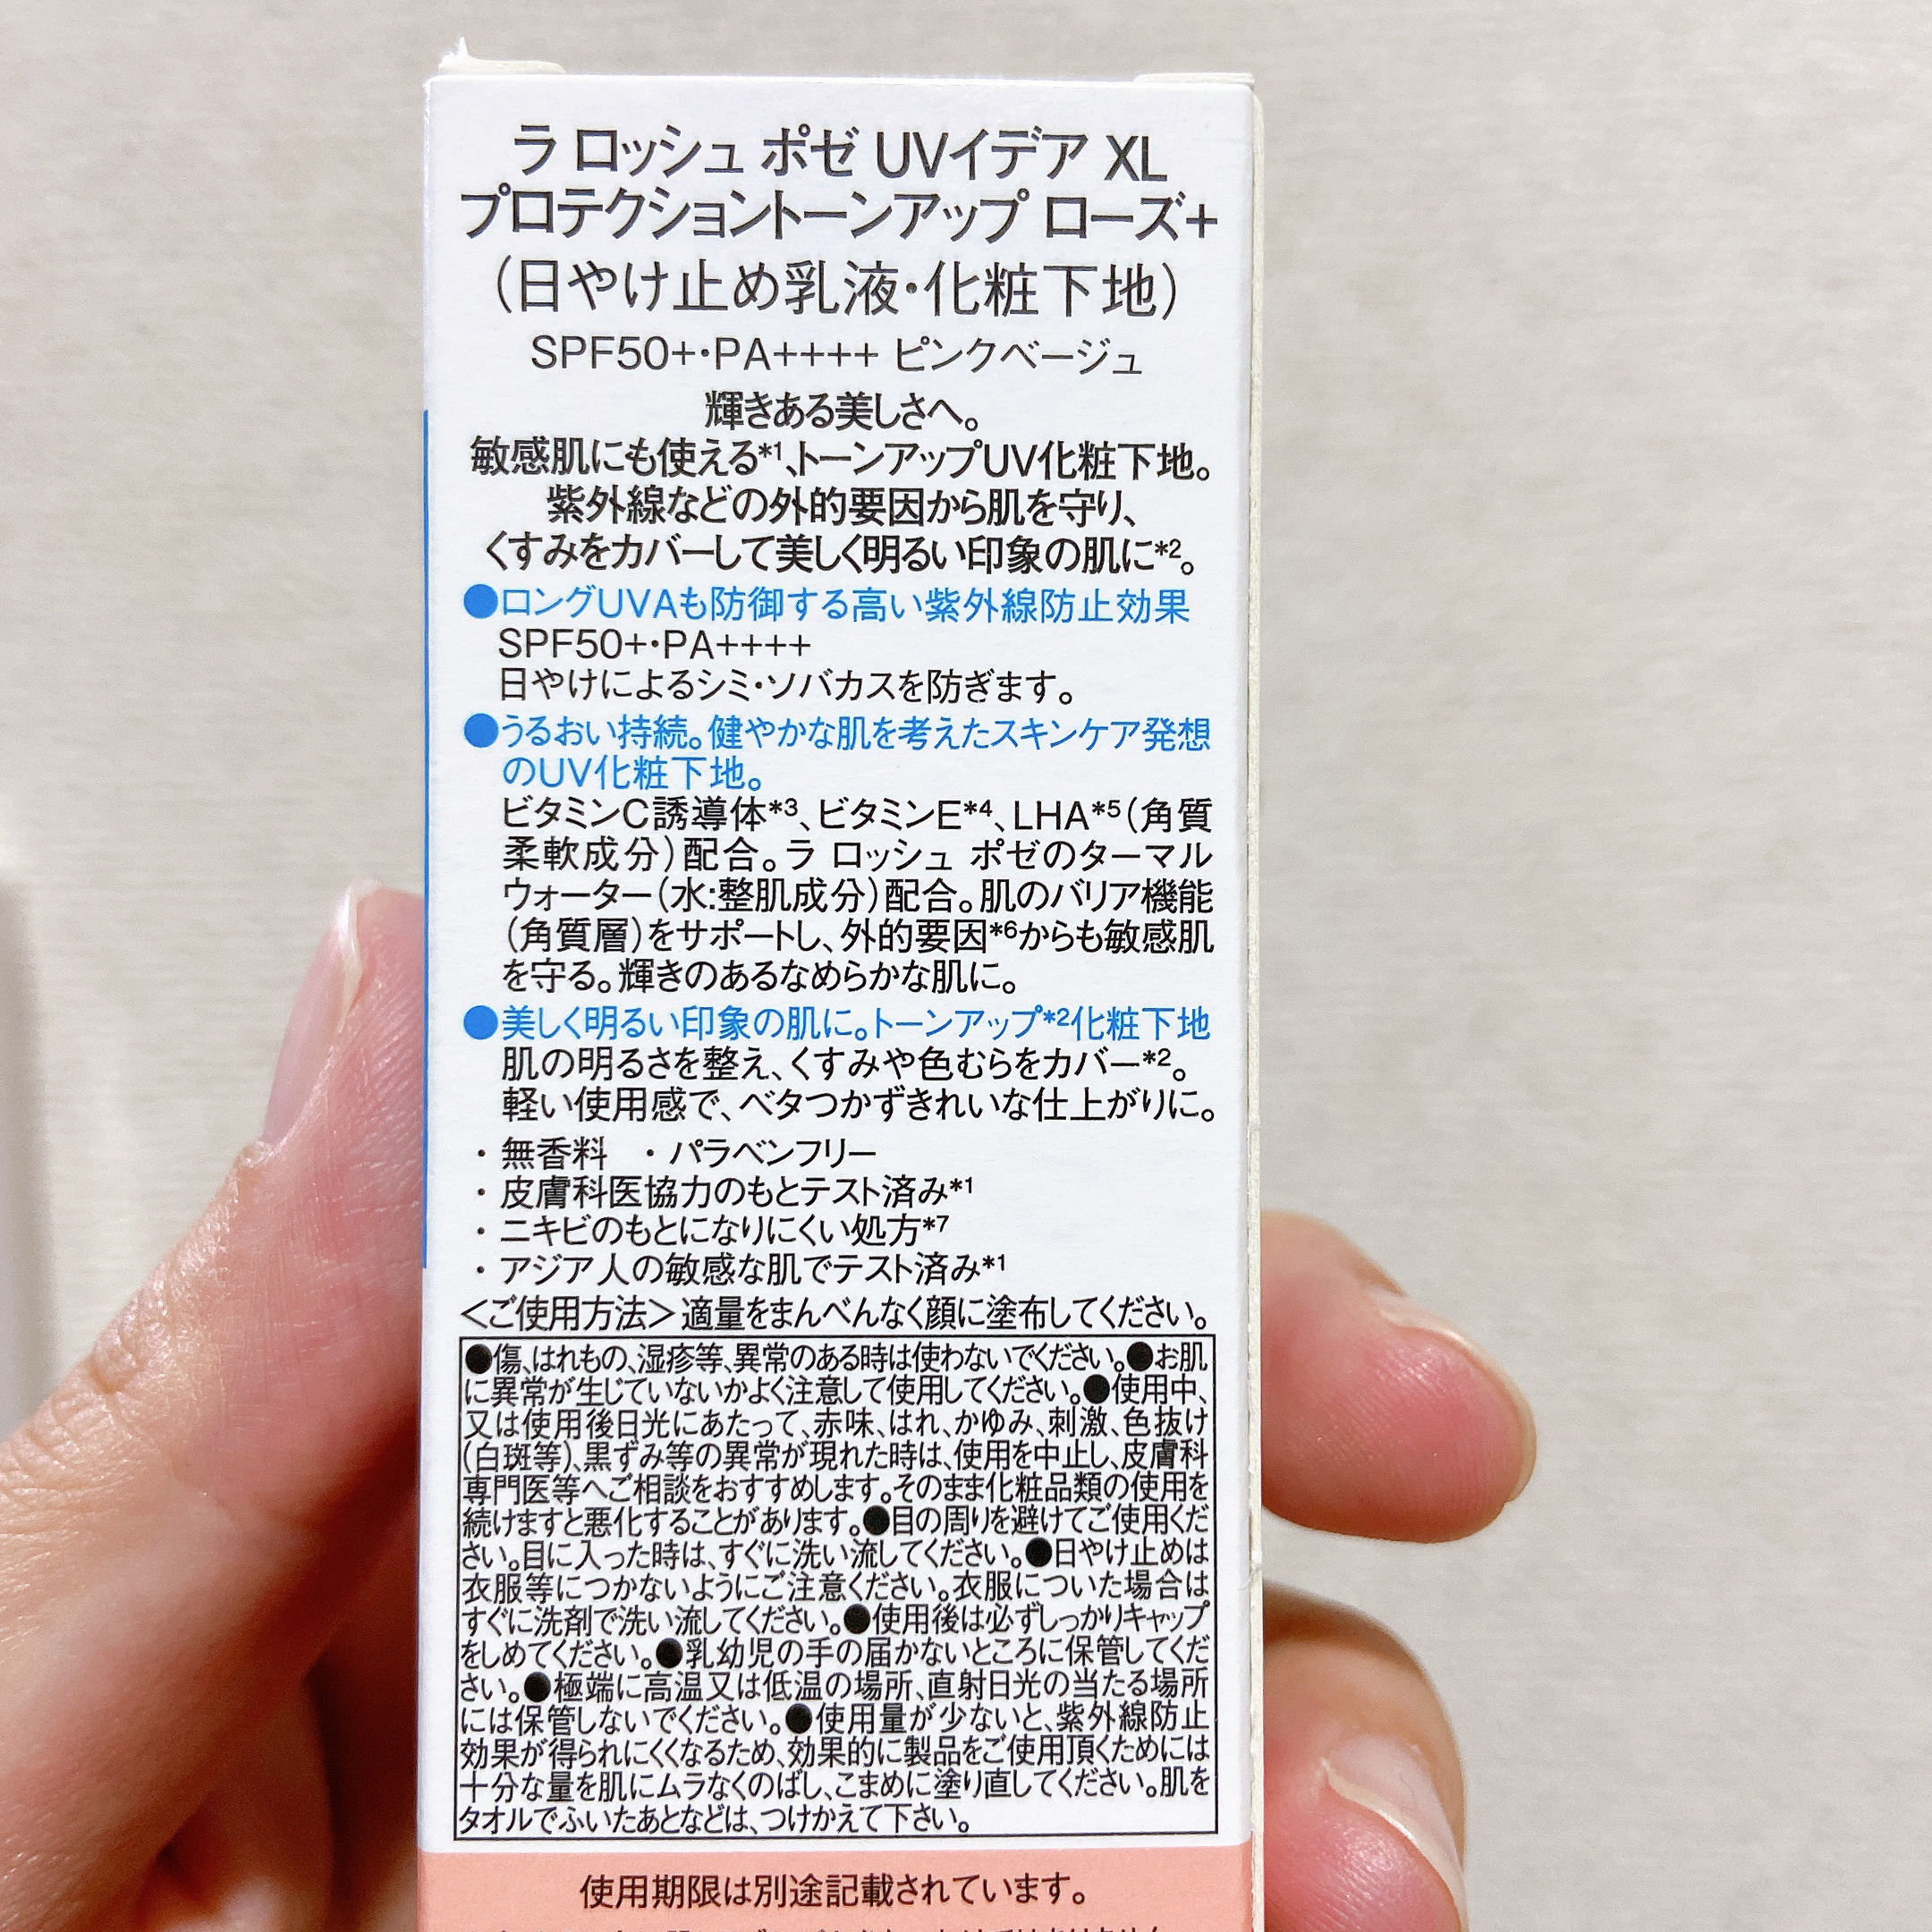 ラ ロッシュ ポゼ UVイデア XL
プロテクショントーンアップ ローズ+
(日やけ止め乳液・化粧下地)
SPF50+・PA++++ ピンクベージュ
輝きある美しさへ。
敏感肌にも使える*1、トーンアップUV化粧下地。
紫外線などの外的要因から肌を守り、
くすみをカバーして美しく明るい印象の肌に*2。
●ロングUVAも防御する高い紫外線防止効果
SPF50+・PA++++
日やけによるシミ・ソバカスを防ぎます。
●うるおい持続。健やかな肌を考えたスキンケア発想
のUV化粧下地。
ビタミンC誘導体*3、ビタミンE*4、LHA*5(角質
柔軟成分)配合。ラ ロッシュ ポゼのターマル
ウォーター(水:整肌成分)配合。肌のバリア機能
(角質層)をサポートし、外的要因*6からも敏感肌
を守る。輝きのあるなめらかな肌に。
●美しく明るい印象の肌に。トーンアップ*2化粧下地
肌の明るさを整え、くすみや色むらをカバー*2。
軽い使用感で、ベタつかずきれいな仕上がりに。
・無香料 ・パラベンフリー
・皮膚科医協力のもとテスト済み*1
・ニキビのもとになりにくい処方*7
・アジア人の敏感な肌でテスト済み*1
＜ご使用方法＞適量をまんべんなく顔に塗布してください。
●傷、はれもの、湿疹等、異常のある時は使わないでください。●お肌
に異常が生じていないかよく注意して使用してください。●使用中、
又は使用後日光にあたって、赤味、はれ、かゆみ、刺激、色抜け
(白斑等)、黒ずみ等の異常が現れた時は、使用を中止し、皮膚科
専門医等へご相談をおすすめします。そのまま化粧品類の使用を
続けますと悪化することがあります。●目の周りを避けてご使用くだ
さい。目に入った時は、すぐに洗い流してください。●日やけ止めは
衣服等につかないようにご注意ください。衣服についた場合は
すぐに洗剤で洗い流してください。●使用後は必ずしっかりキャップ
をしめてください。●乳幼児の手の届かないところに保管してくだ
さい。●極端に高温又は低温の場所、直射日光の当たる場所
には保管しないでください。●使用量が少ないと、紫外線防止
効果が得られにくくなるため、効果的に製品をご使用頂くためには
十分な量を肌にムラなくのばし、こまめに塗り直してください。肌を
タオルでふいたあとなどは、つけかえて下さい。
使用期限は別途記載されています。